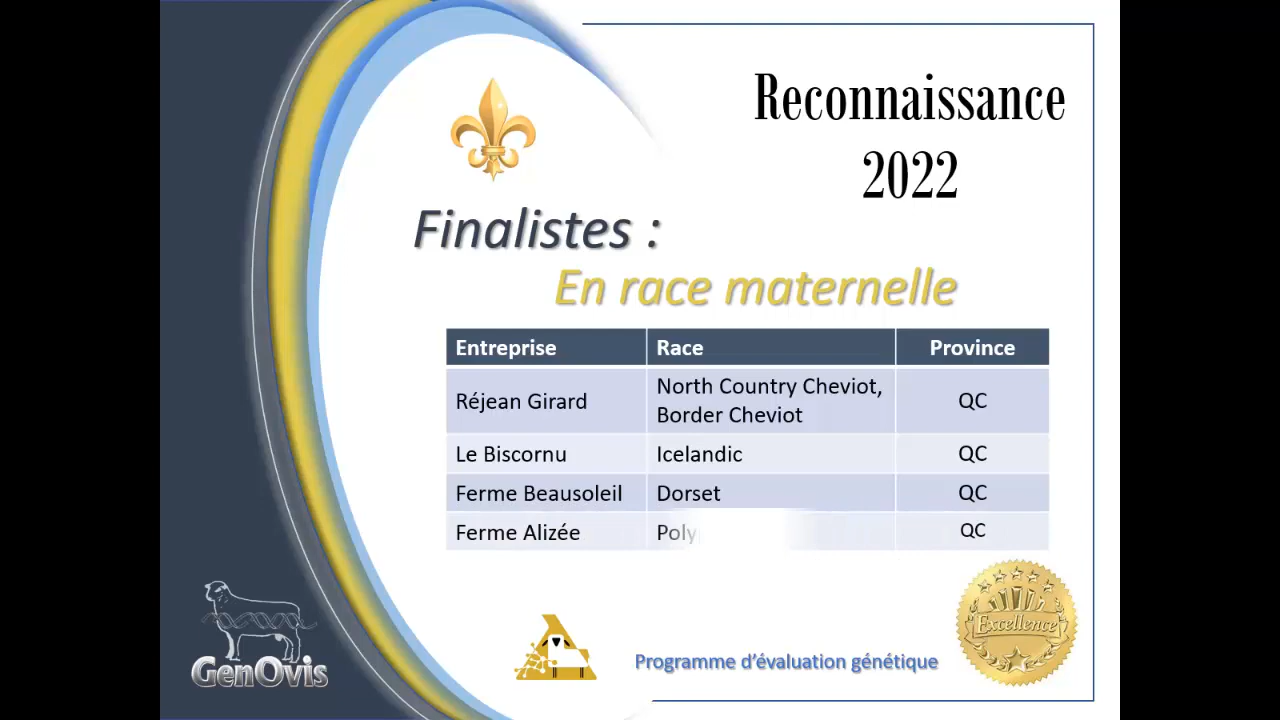 Reconnaissance
2022
Finalistes :
En race maternelle
Entreprise Race Province
Réjean Girard North Country Cheviot, QC
Border Cheviot
Le Biscornu Icelandic QC
Ferme Beausoleil Dorset QC
Ferme Alizée Poly QC
Excellence
GenOvis
Programme d'évaluation génétique